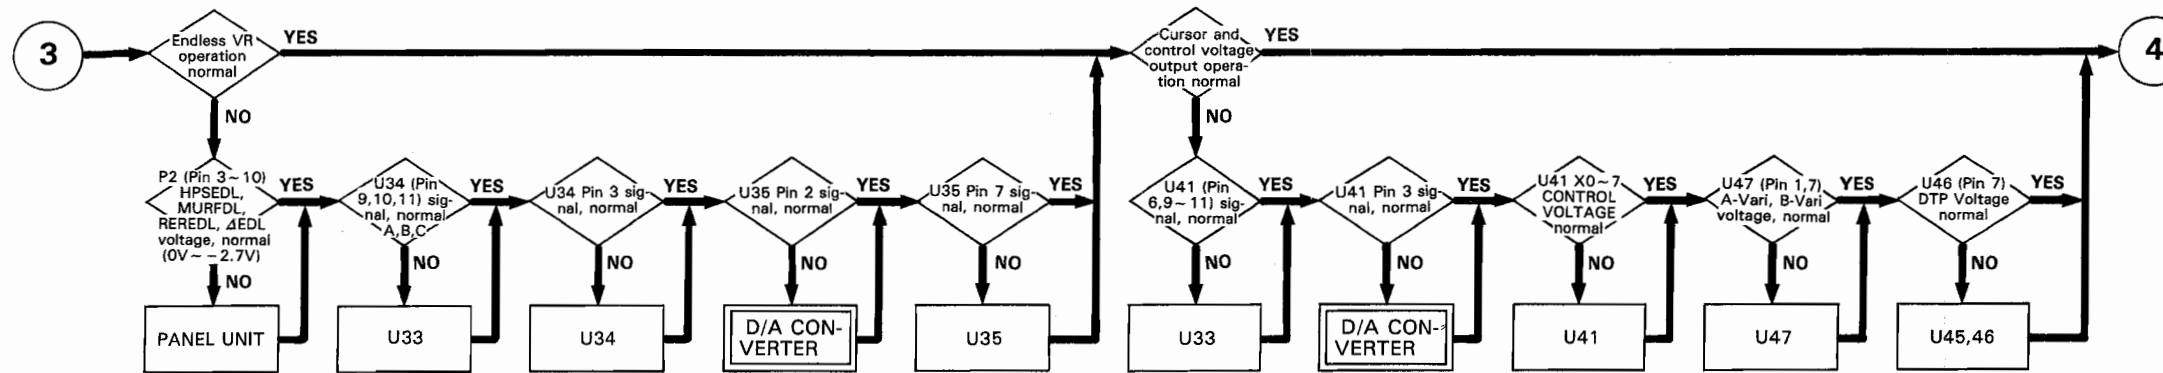 3
Endless VR
operation
normal
YES
NO
P2 (Pin 3~10)
HPSEDL,
MURFDL,
REREDL, ΔEDL
voltage, normal
(0V~-2.7V)
YES
NO
PANEL UNIT
U34 (Pin
9,10,11) sig-
nal, normal
A,B,C
YES
NO
U33
U34 Pin 3 sig-
nal, normal
YES
NO
U34
U35 Pin 2 sig-
nal, normal
YES
NO
D/A CON-
VERTER
U35 Pin 7 sig-
nal, normal
YES
NO
U35
Cursor and
control voltage
output opera-
tion normal
YES
NO
U41 (Pin
6,9~11) sig-
nal, normal
YES
NO
U33
U41 Pin 3 sig-
nal, normal
YES
NO
D/A CON-
VERTER
U41 X0~7
CONTROL
VOLTAGE
normal
YES
NO
U41
U47 (Pin 1,7)
A-Vari, B-Vari
voltage, normal
YES
NO
U47
U46 (Pin 7)
DTP Voltage
normal
YES
NO
U45,46
4